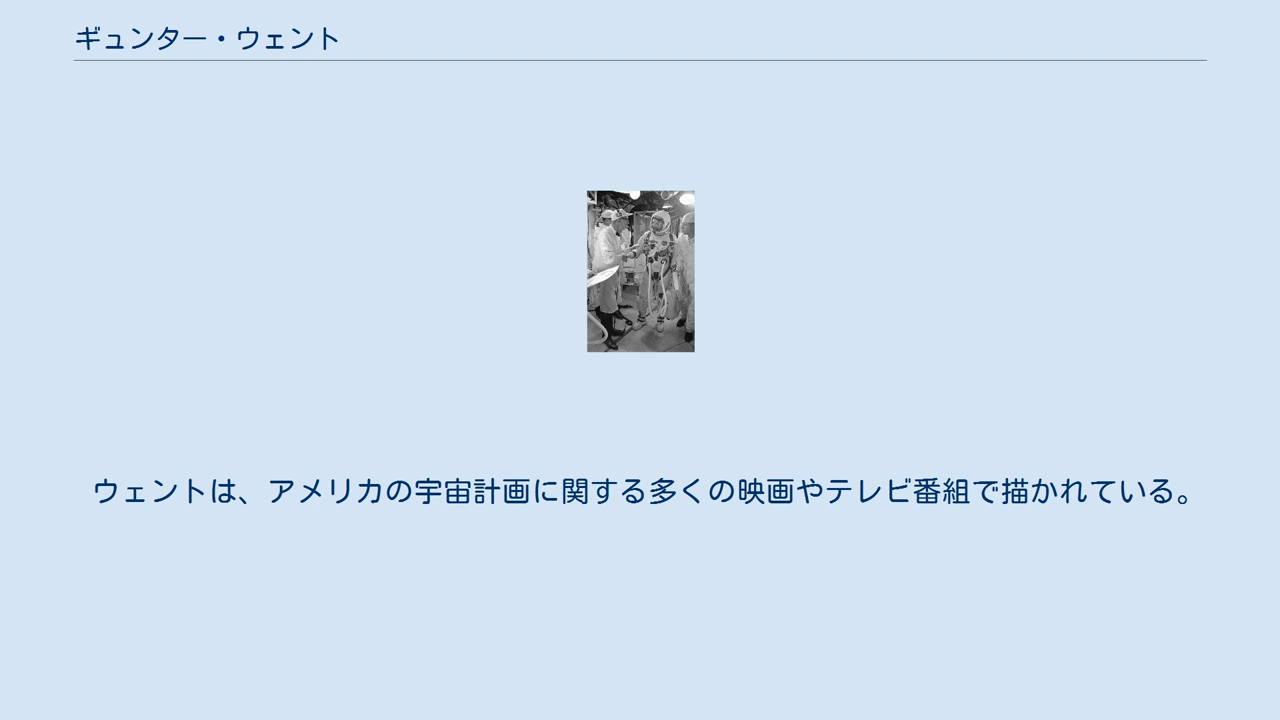 ギュンター・ウェント
ウェントは、アメリカの宇宙計画に関する多くの映画やテレビ番組で描かれている。